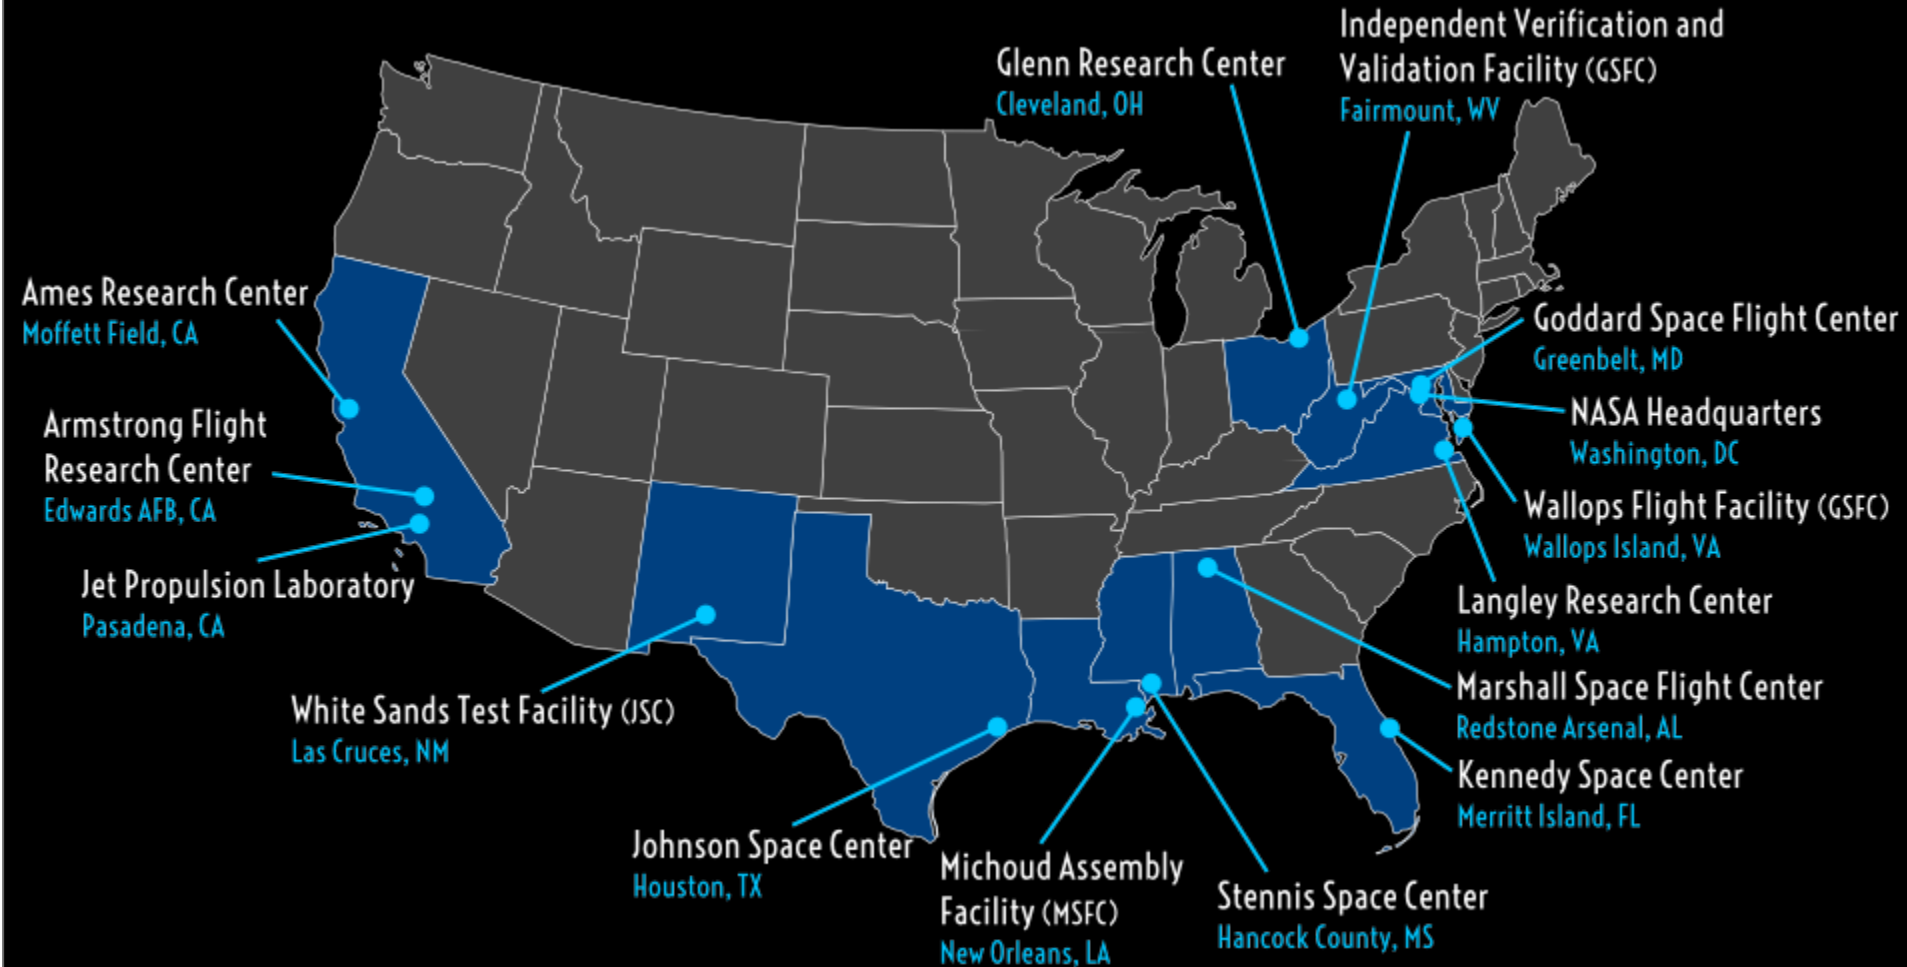 Independent Verification and
Validation Facility (GSFC)
Fairmount, WV
Glenn Research Center
Cleveland, OH
Ames Research Center
Moffett Field, CA
Goddard Space Flight Center
Greenbelt, MD
Armstrong Flight
Research Center
Edwards AFB, CA
NASA Headquarters
Washington, DC
Wallops Flight Facility (GSFC)
Wallops Island, VA
Jet Propulsion Laboratory
Pasadena, CA
Langley Research Center
Hampton, VA
White Sands Test Facility (JSC)
Las Cruces, NM
Marshall Space Flight Center
Redstone Arsenal, AL
Kennedy Space Center
Merritt Island, FL
Johnson Space Center
Houston, TX
Michoud Assembly
Facility (MSFC)
New Orleans, LA
Stennis Space Center
Hancock County, MS